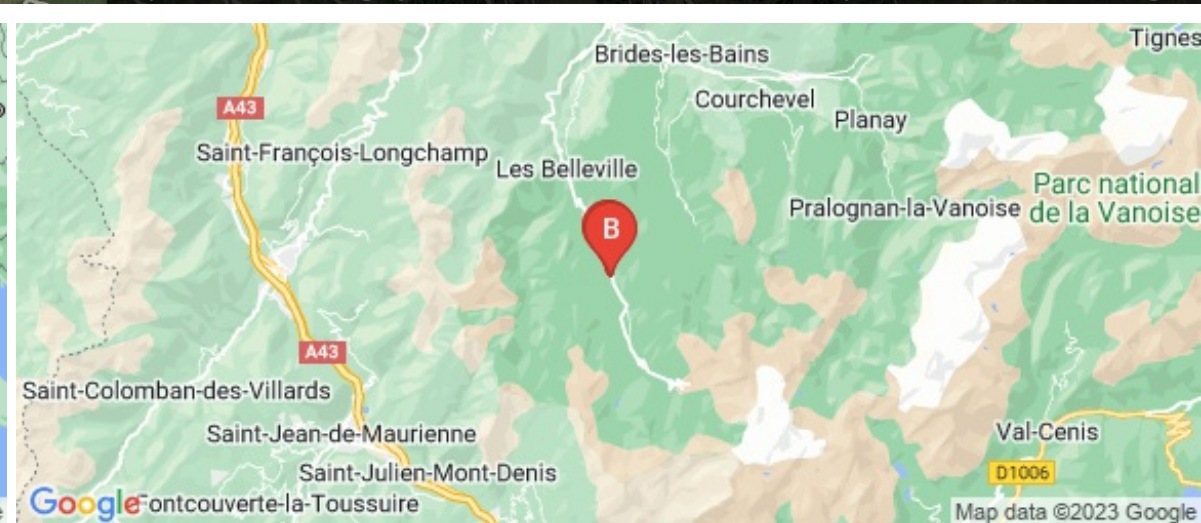 Tignes
Brides-les-Bains
A43
Courchevel
Planay
Saint-François-Longchamp
Les Belleville
Parc national
de la Vanoise
Pralognan-la-Vanoise
B
A43
Saint-Colomban-des-Villards
Saint-Jean-de-Maurienne
Val-Cenis
Saint-Julien-Mont-Denis
D1006
Google
Fontcouverte-la-Toussuire
Map data ©2023 Google